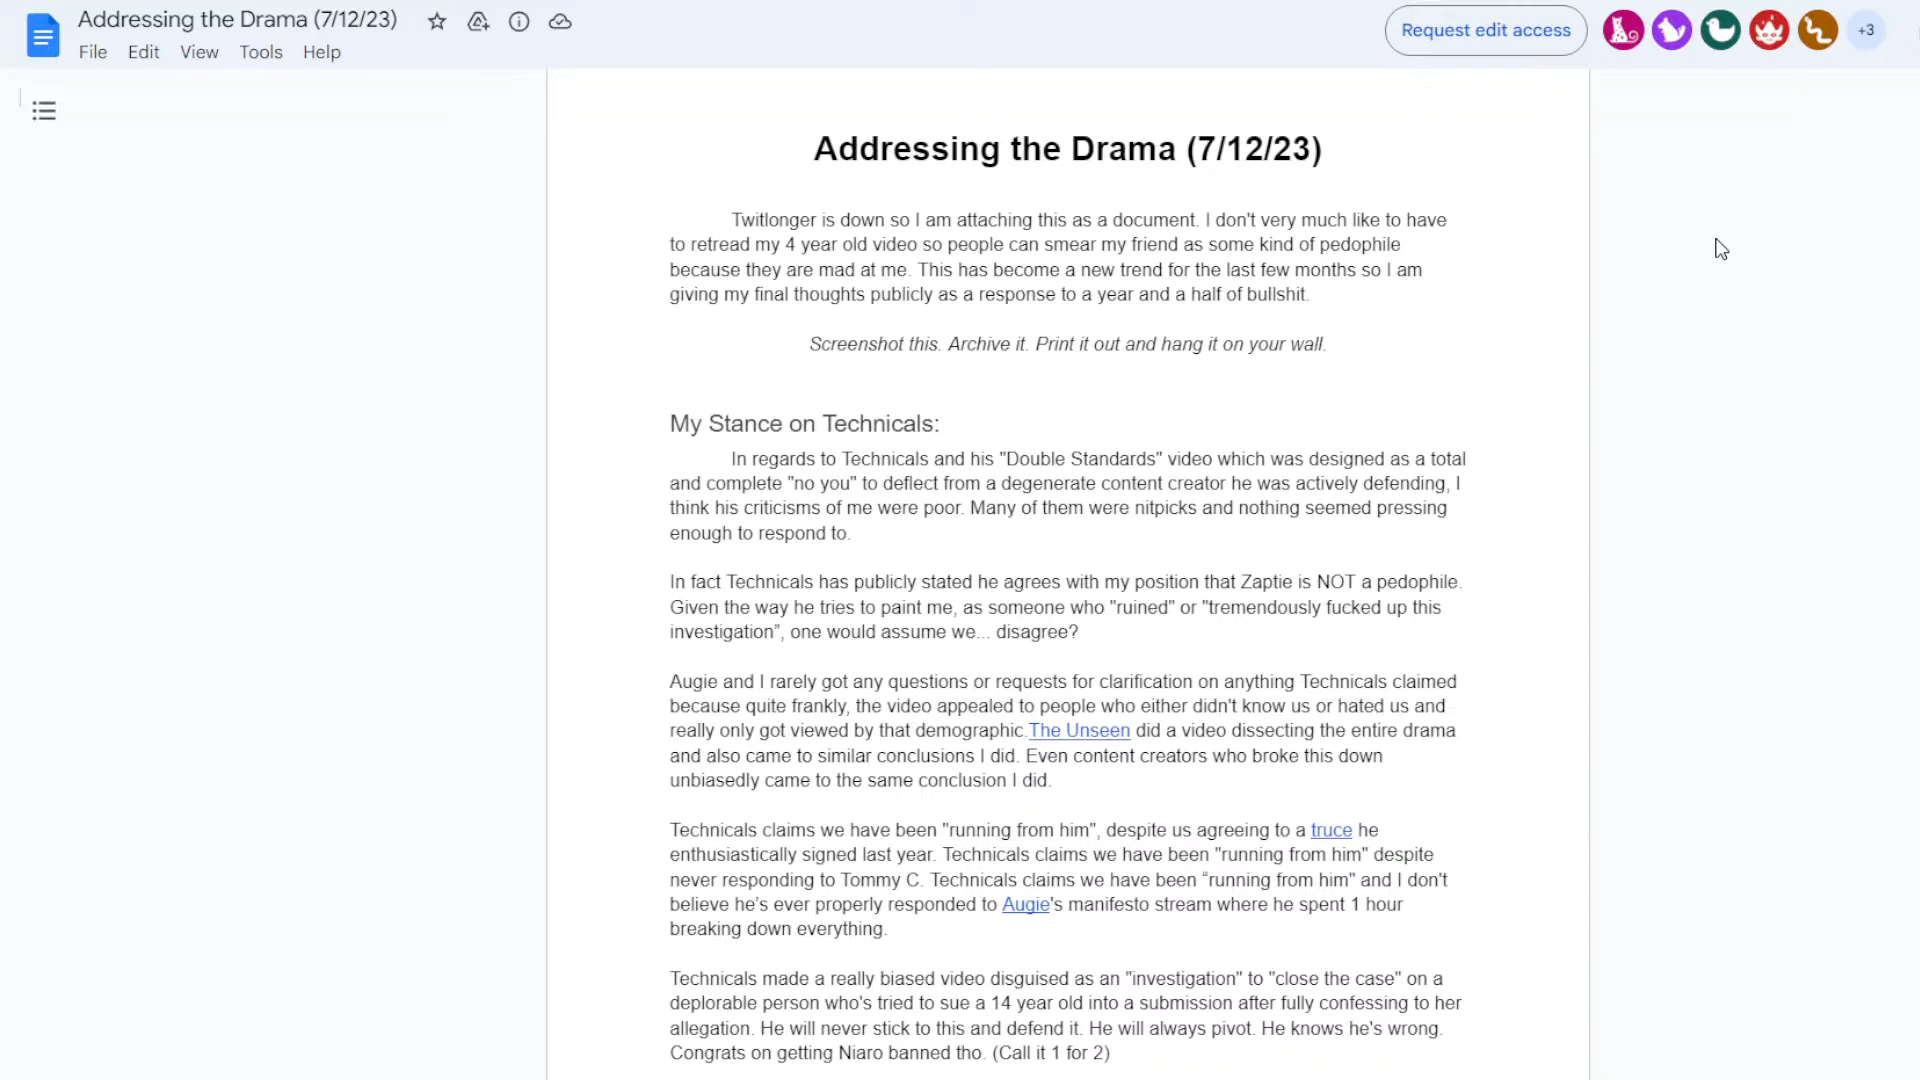 Addressing the Drama (7/12/23)
File Edit View Tools Help
Request edit access
+3
Addressing the Drama (7/12/23)
Twitlonger is down so I am attaching this as a document. I don't very much like to have
to retread my 4 year old video so people can smear my friend as some kind of pedophile
because they are mad at me. This has become a new trend for the last few months so I am
giving my final thoughts publicly as a response to a year and a half of bullshit.
Screenshot this. Archive it. Print it out and hang it on your wall.
My Stance on Technicals:
In regards to Technicals and his "Double Standards" video which was designed as a total
and complete "no you" to deflect from a degenerate content creator he was actively defending, I
think his criticisms of me were poor. Many of them were nitpicks and nothing seemed pressing
enough to respond to.
In fact Technicals has publicly stated he agrees with my position that Zaptie is NOT a pedophile.
Given the way he tries to paint me, as someone who "ruined" or "tremendously fucked up this
investigation”, one would assume we... disagree?
Augie and I rarely got any questions or requests for clarification on anything Technicals claimed
because quite frankly, the video appealed to people who either didn't know us or hated us and
really only got viewed by that demographic.The Unseen did a video dissecting the entire drama
and also came to similar conclusions I did. Even content creators who broke this down
unbiasedly came to the same conclusion I did.
Technicals claims we have been "running from him", despite us agreeing to a truce he
enthusiastically signed last year. Technicals claims we have been "running from him" despite
never responding to Tommy C. Technicals claims we have been “running from him" and I don't
believe he’s ever properly responded to Augie's manifesto stream where he spent 1 hour
breaking down everything.
Technicals made a really biased video disguised as an "investigation" to "close the case" on a
deplorable person who's tried to sue a 14 year old into a submission after fully confessing to her
allegation. He will never stick to this and defend it. He will always pivot. He knows he's wrong.
Congrats on getting Niaro banned tho. (Call it 1 for 2)